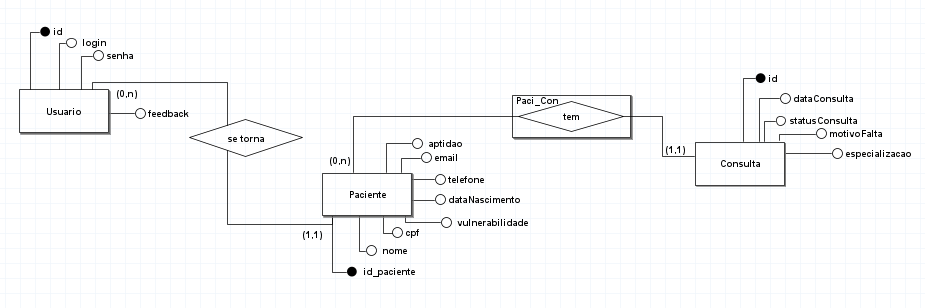 id
login
senha
(0,n)
Usuario
feedback
se torna
(1,1)
Paci_Con
tem
(0,n)
aptidao
email
telefone
Paciente
dataNascimento
vulnerabilidade
cpf
nome
id_paciente
id
dataConsulta
statusConsulta
motivoFalta
(1,1)
especializacao
Consulta